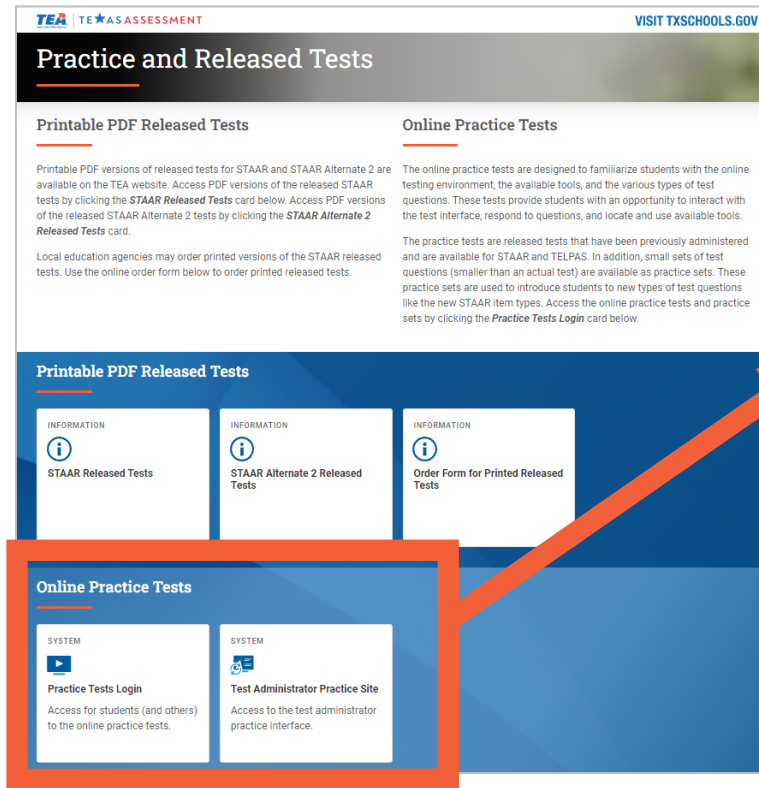 TEA TEXAS ASSESSMENT
VISIT TXSCHOOLS.GOV
Practice and Released Tests
Printable PDF Released Tests
Printable PDF versions of released tests for STAAR and STAAR Alternate 2 are
available on the TEA website. Access PDF versions of the released STAAR
tests by clicking the STAAR Released Tests card below. Access PDF versions
of the released STAAR Alternate 2 tests by clicking the STAAR Alternate 2
Released Tests card.
Local education agencies may order printed versions of the STAAR released
tests. Use the online order form below to order printed released tests.
Online Practice Tests
The online practice tests are designed to familiarize students with the online
testing environment, the available tools, and the various types of test
questions. These tests provide students with an opportunity to interact with
the test interface, respond to questions, and locate and use available tools.
The practice tests are released tests that have been previously administered
and are available for STAAR and TELPAS. In addition, small sets of test
questions (smaller than an actual test) are available as practice sets. These
practice sets are used to introduce students to new types of test questions
like the new STAAR item types. Access the online practice tests and practice
sets by clicking the Practice Tests Login card below.
Printable PDF Released Tests
INFORMATION
STAAR Released Tests
INFORMATION
STAAR Alternate 2 Released
Tests
INFORMATION
Order Form for Printed Released
Tests
Online Practice Tests
SYSTEM
Practice Tests Login
Access for students (and others)
to the online practice tests.
SYSTEM
Test Administrator Practice Site
Access to the test administrator
practice interface.